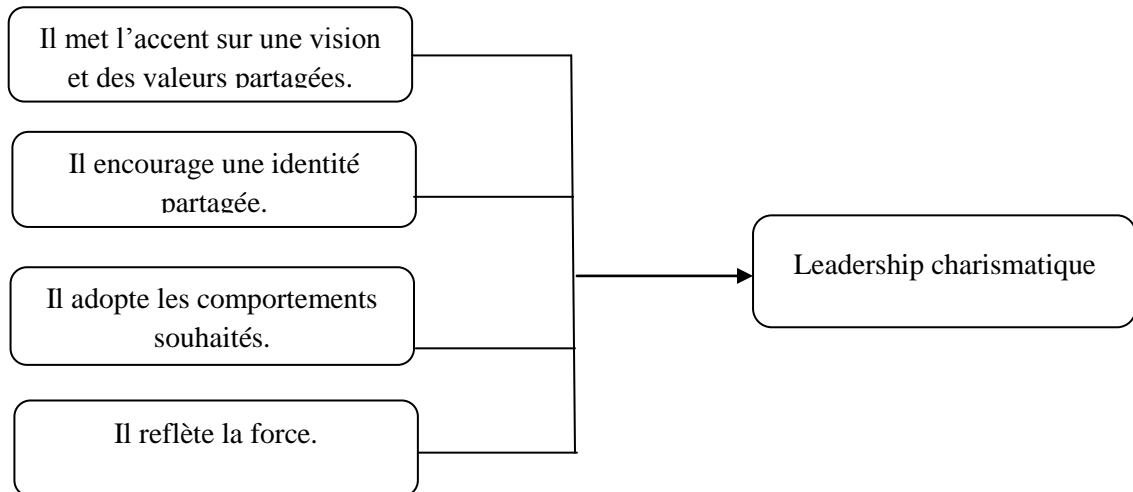 Il met l’accent sur une vision
et des valeurs partagées.
Il encourage une identité
partagée.
Il adopte les comportements
souhaités.
Il reflète la force.
Leadership charismatique